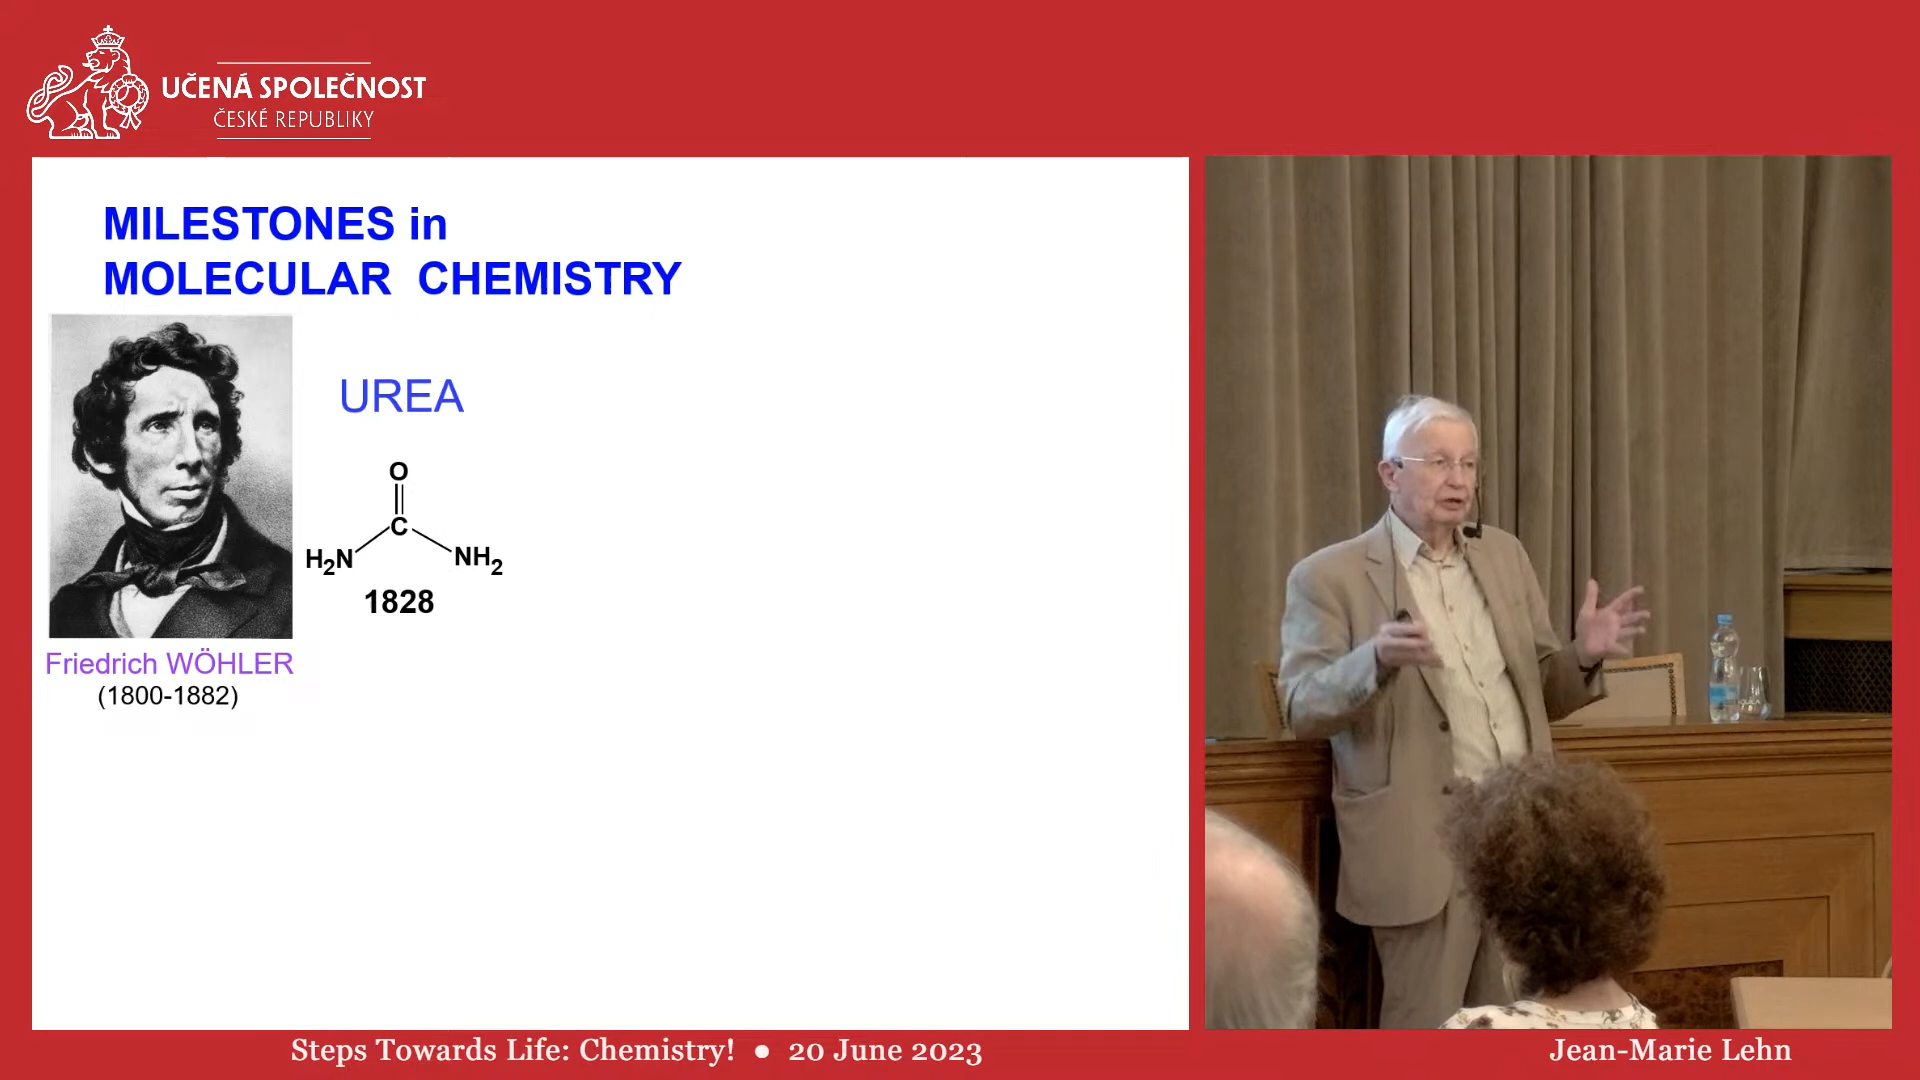 UČENÁ SPOLEČNOST
ČESKÉ REPUBLIKY
MILESTONES in
MOLECULAR CHEMISTRY
UREA
O
C
H2N
NH2
1828
Friedrich WÖHLER
(1800-1882)
Steps Towards Life: Chemistry! ● 20 June 2023
Jean-Marie Lehn